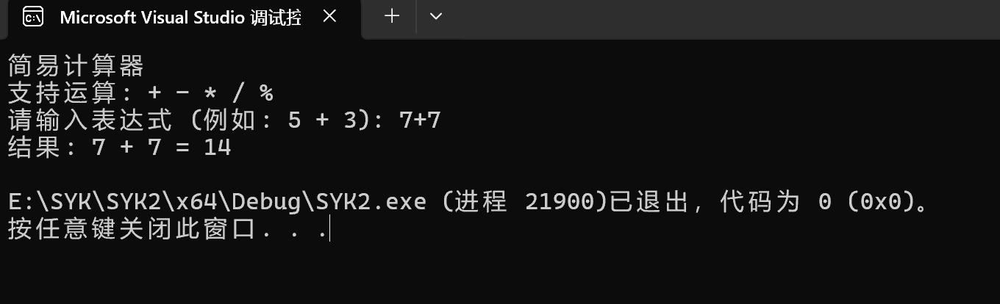 Microsoft Visual Studio 调试控
简易计算器
支持运算: + - * / %
请输入表达式 (例如: 5 + 3): 7+7
结果: 7 + 7 = 14
E:\SYK\SYK2\x64\Debug\SYK2.exe (进程 21900)已退出，代码为 0 (0x0)。
按任意键关闭此窗口. . .